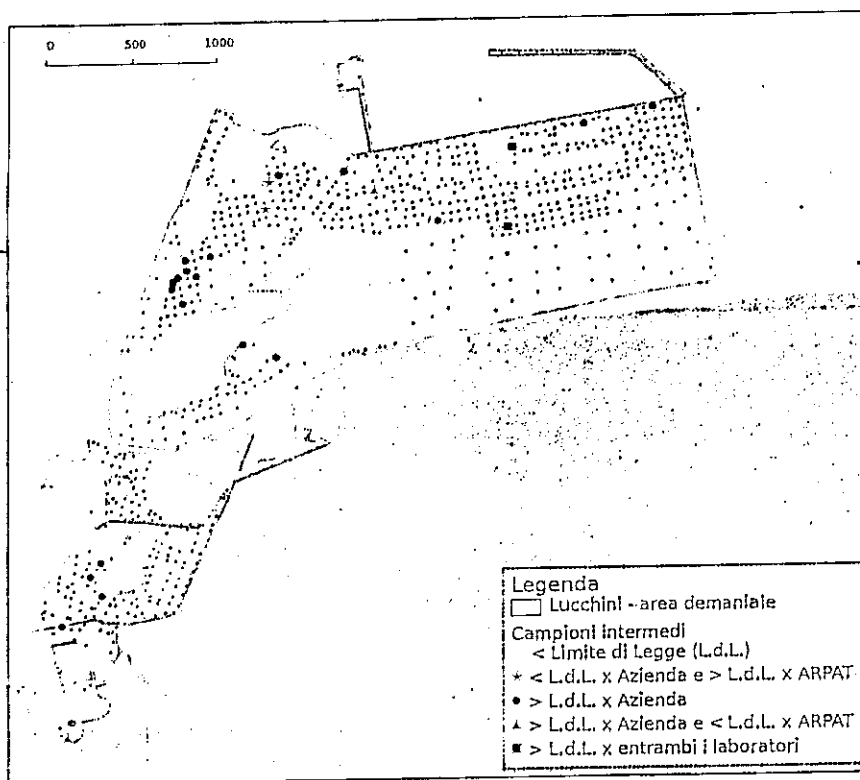 0 500 1000
Legenda
Lucchini - area demaniale
Campioni intermedi
< Limite di Legge (L.d.L.)
* < L.d.L. x Azienda e > L.d.L. x ARPAT
● > L.d.L. x Azienda
▲ > L.d.L. x Azienda e < L.d.L. x ARPAT
■ > L.d.L. x entrambi i laboratori